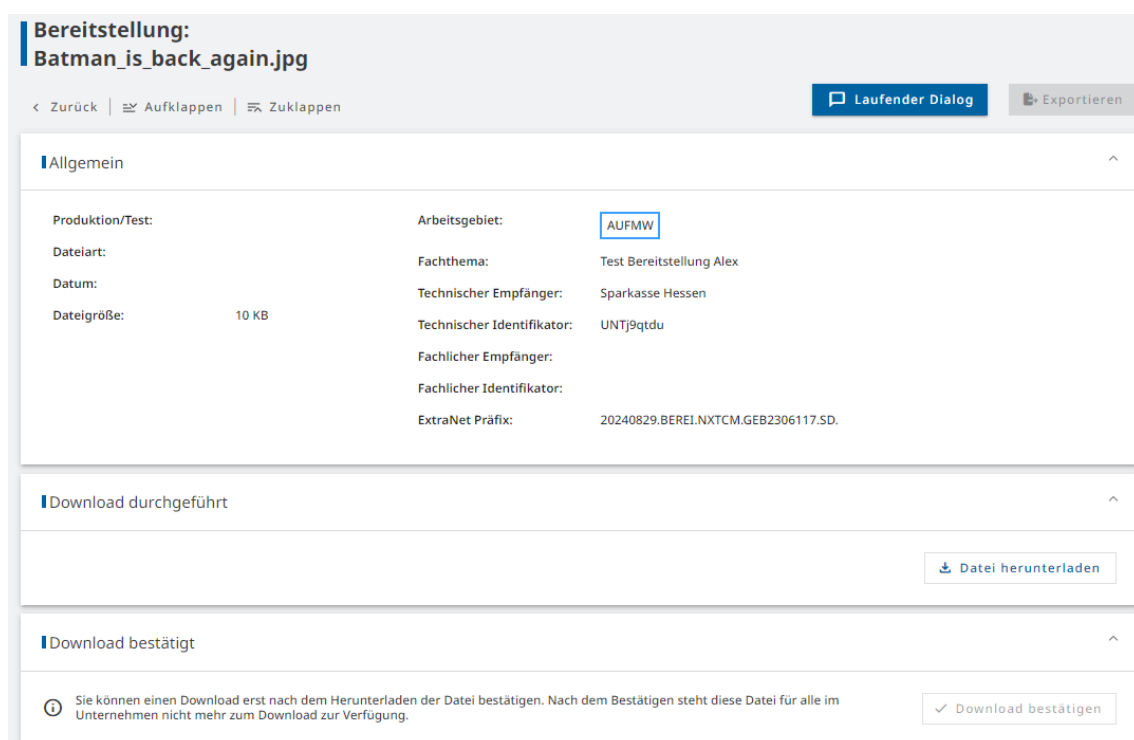 Bereitstellung:
Batman_is_back_again.jpg
Zurück
Aufklappen
Zuklappen
Laufender Dialog
Exportieren
Allgemein
Produktion/Test:
Dateiart:
Datum:
Dateigröße: 10 KB
Arbeitsgebiet: AUFMW
Fachthema: Test Bereitstellung Alex
Technischer Empfänger: Sparkasse Hessen
Technischer Identifikator: UNTj9qtdu
Fachlicher Empfänger:
Fachlicher Identifikator:
ExtraNet Präfix: 20240829.BEREI.NXTCM.GEB2306117.SD.
Download durchgeführt
Datei herunterladen
Download bestätigt
Sie können einen Download erst nach dem Herunterladen der Datei bestätigen. Nach dem Bestätigen steht diese Datei für alle im
Unternehmen nicht mehr zum Download zur Verfügung.
Download bestätigen